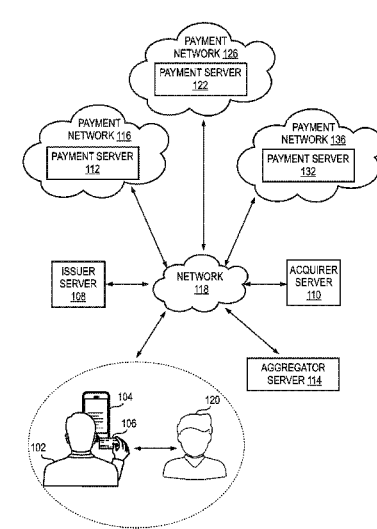 PAYMENT
NETWORK 126
PAYMENT SERVER
122
PAYMENT
NETWORK 116
PAYMENT SERVER
112
PAYMENT
NETWORK 136
PAYMENT SERVER
132
ISSUER
SERVER
108
NETWORK
118
ACQUIRER
SERVER
110
AGGREGATOR
SERVER 114
104
106
120
102